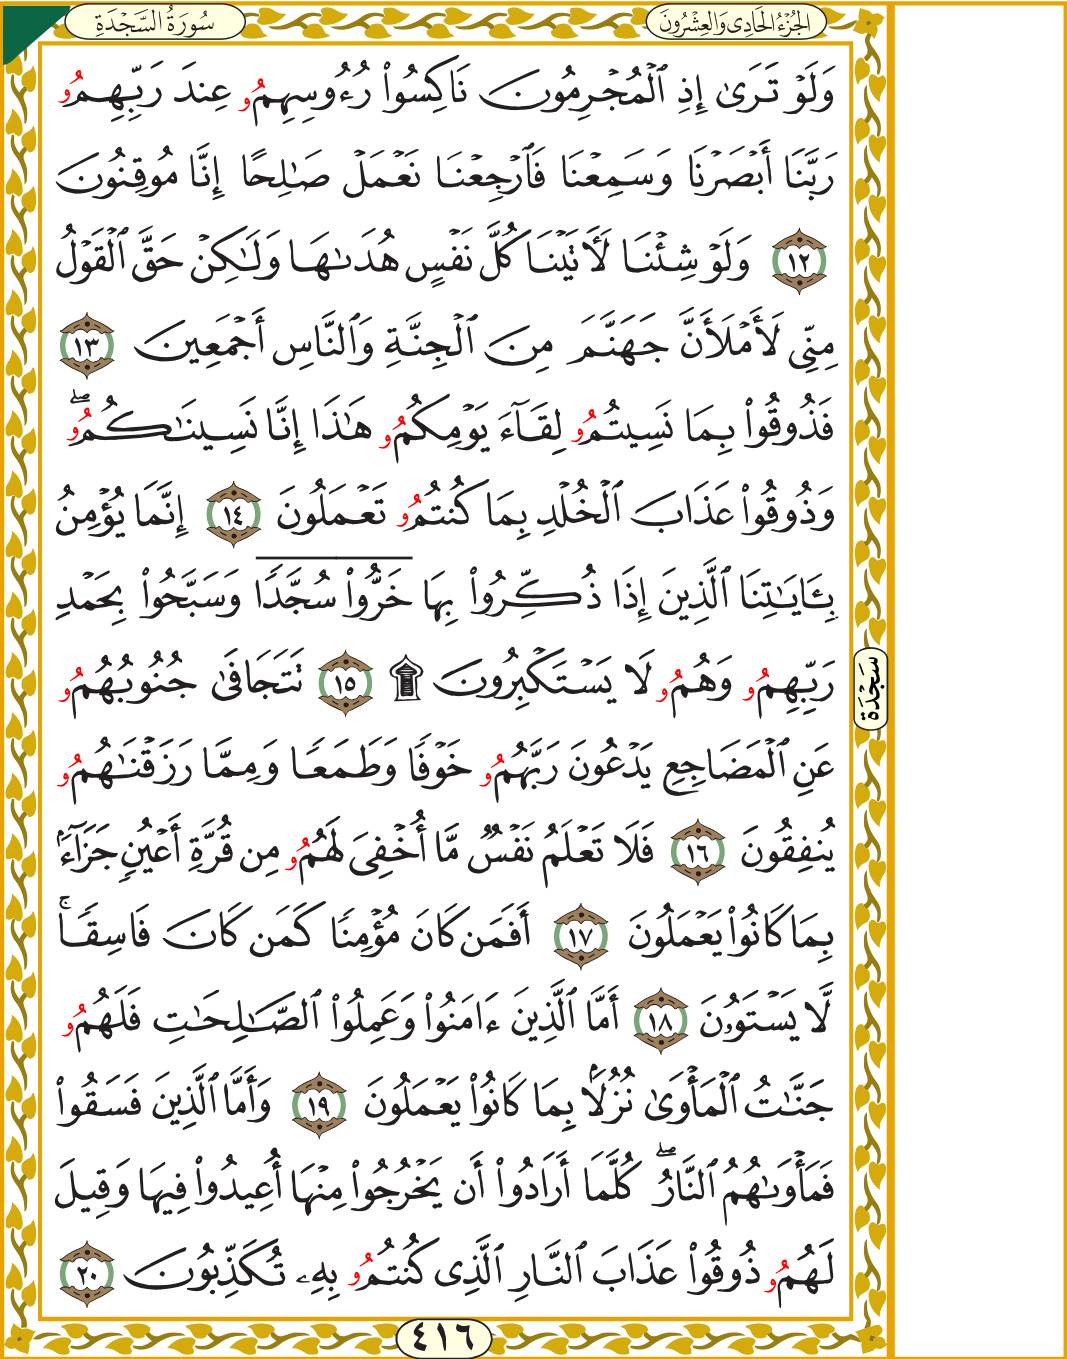 سُورَةُ السَّجْدَةِ
الجُزْءُ الحَادِي وَالعِشْرُونَ
وَلَوْ تَرَىٰ إِذِ ٱلْمُجْرِمُونَ نَاكِسُوا۟ رُءُوسِهِمُۥ عِندَ رَبِّهِمُۥ
رَبَّنَا أَبْصَرْنَا وَسَمِعْنَا فَٱرْجِعْنَا نَعْمَلْ صَـٰلِحًا إِنَّا مُوقِنُونَ
١٢ وَلَوْ شِئْنَا لَأَتَيْنَا كُلَّ نَفْسٍ هُدَىٰهَا وَلَـٰكِنْ حَقَّ ٱلْقَوْلُ
مِنِّى لَأَمْلَأَنَّ جَهَنَّمَ مِنَ ٱلْجِنَّةِ وَٱلنَّاسِ أَجْمَعِينَ ١٣
فَذُوقُوا۟ بِمَا نَسِيتُمُۥ لِقَآءَ يَوْمِكُمُۥ هَـٰذَا إِنَّا نَسِينَـٰكُمُۥۖ
وَذُوقُوا۟ عَذَابَ ٱلْخُلْدِ بِمَا كُنتُمُۥ تَعْمَلُونَ ١٤ إِنَّمَا يُؤْمِنُ
بِـَٔايَـٰتِنَا ٱلَّذِينَ إِذَا ذُكِّرُوا۟ بِهَا خَرُّوا۟ سُجَّدًا وَسَبَّحُوا۟ بِحَمْدِ
رَبِّهِمُۥ وَهُمُۥ لَا يَسْتَكْبِرُونَ ۩ ١٥ تَتَجَافَىٰ جُنُوبُهُمُۥ
عَنِ ٱلْمَضَاجِعِ يَدْعُونَ رَبَّهُمُۥ خَوْفًا وَطَمَعًا وَمِمَّا رَزَقْنَـٰهُمُۥ
يُنفِقُونَ ١٦ فَلَا تَعْلَمُ نَفْسٌ مَّا أُخْفِىَ لَهُمُۥ مِن قُرَّةِ أَعْيُنٍ جَزَآءًۢ
بِمَا كَانُوا۟ يَعْمَلُونَ ١٧ أَفَمَن كَانَ مُؤْمِنًا كَمَن كَانَ فَاسِقًاۚ
لَّا يَسْتَوُۥنَ ١٨ أَمَّا ٱلَّذِينَ ءَامَنُوا۟ وَعَمِلُوا۟ ٱلصَّـٰلِحَـٰتِ فَلَهُمُۥ
جَنَّـٰتُ ٱلْمَأْوَىٰ نُزُلًۢا بِمَا كَانُوا۟ يَعْمَلُونَ ١٩ وَأَمَّا ٱلَّذِينَ فَسَقُوا۟
فَمَأْوَىٰهُمُ ٱلنَّارُۖ كُلَّمَا أَرَادُوا۟ أَن يَخْرُجُوا۟ مِنْهَا أُعِيدُوا۟ فِيهَا وَقِيلَ
لَهُمُۥ ذُوقُوا۟ عَذَابَ ٱلنَّارِ ٱلَّذِى كُنتُمُۥ بِهِۦ تُكَذِّبُونَ ٢٠
سَجْدَة
٤١٦